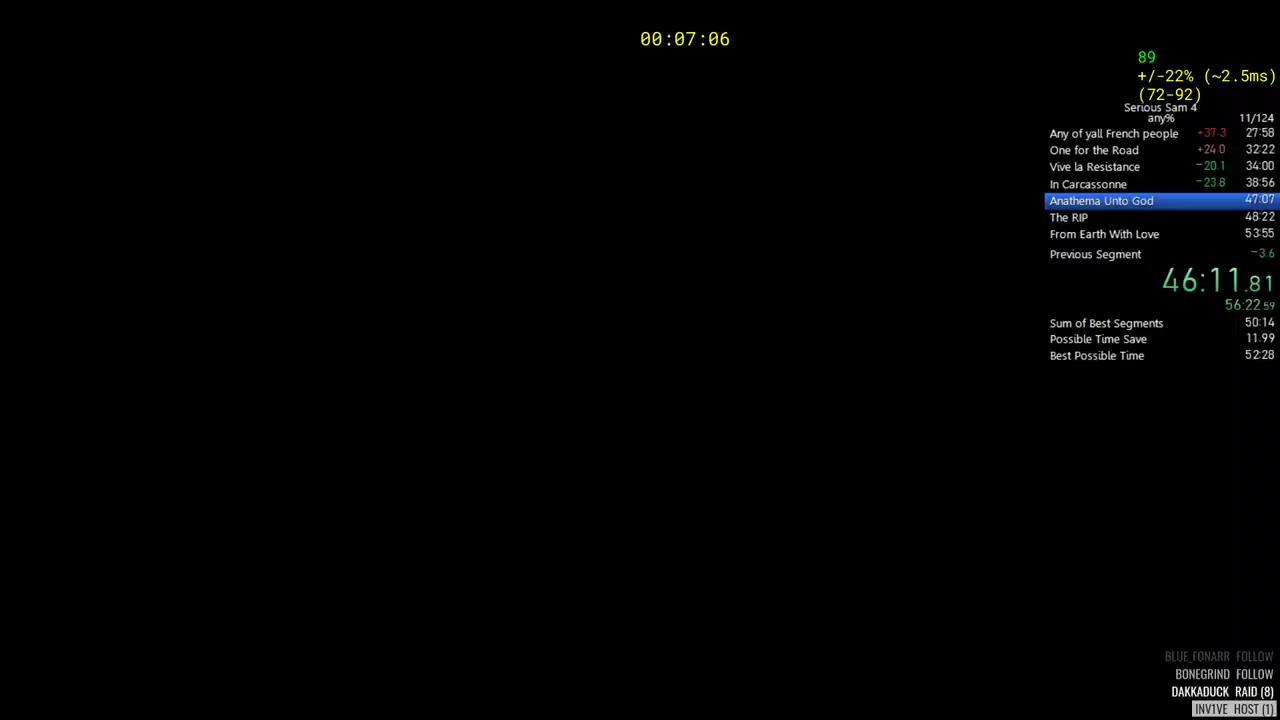 00:07:06
89
+/-22% (~2.5ms)
(72-92)
Serious Sam 4
any% 11/124
Any of yall French people +37.3 27:58
One for the Road +24.0 32:22
Vive la Resistance −20.1 34:00
In Carcassonne −23.8 38:56
Anathema Unto God 47:07
The RIP 48:22
From Earth With Love 53:55
Previous Segment −3.6
46:11.81
56:22.59
Sum of Best Segments 50:14
Possible Time Save 11.99
Best Possible Time 52:28
BLUE_FONARR FOLLOW
BONEGRIND FOLLOW
DAKKADUCK RAID (8)
INV1VE HOST (1)